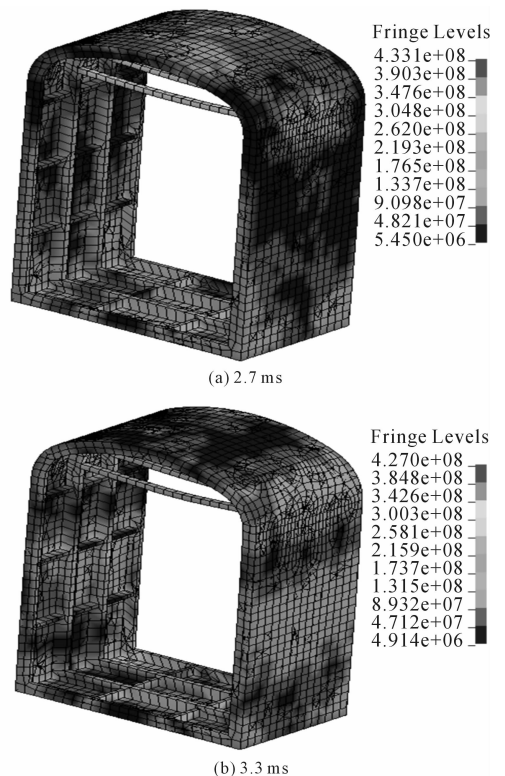 Fringe Levels
4.331e+08
3.903e+08
3.476e+08
3.048e+08
2.620e+08
2.193e+08
1.765e+08
1.337e+08
9.098e+07
4.821e+07
5.450e+06
(a) 2.7 ms
Fringe Levels
4.270e+08
3.848e+08
3.426e+08
3.003e+08
2.581e+08
2.159e+08
1.737e+08
1.315e+08
8.932e+07
4.712e+07
4.914e+06
(b) 3.3 ms